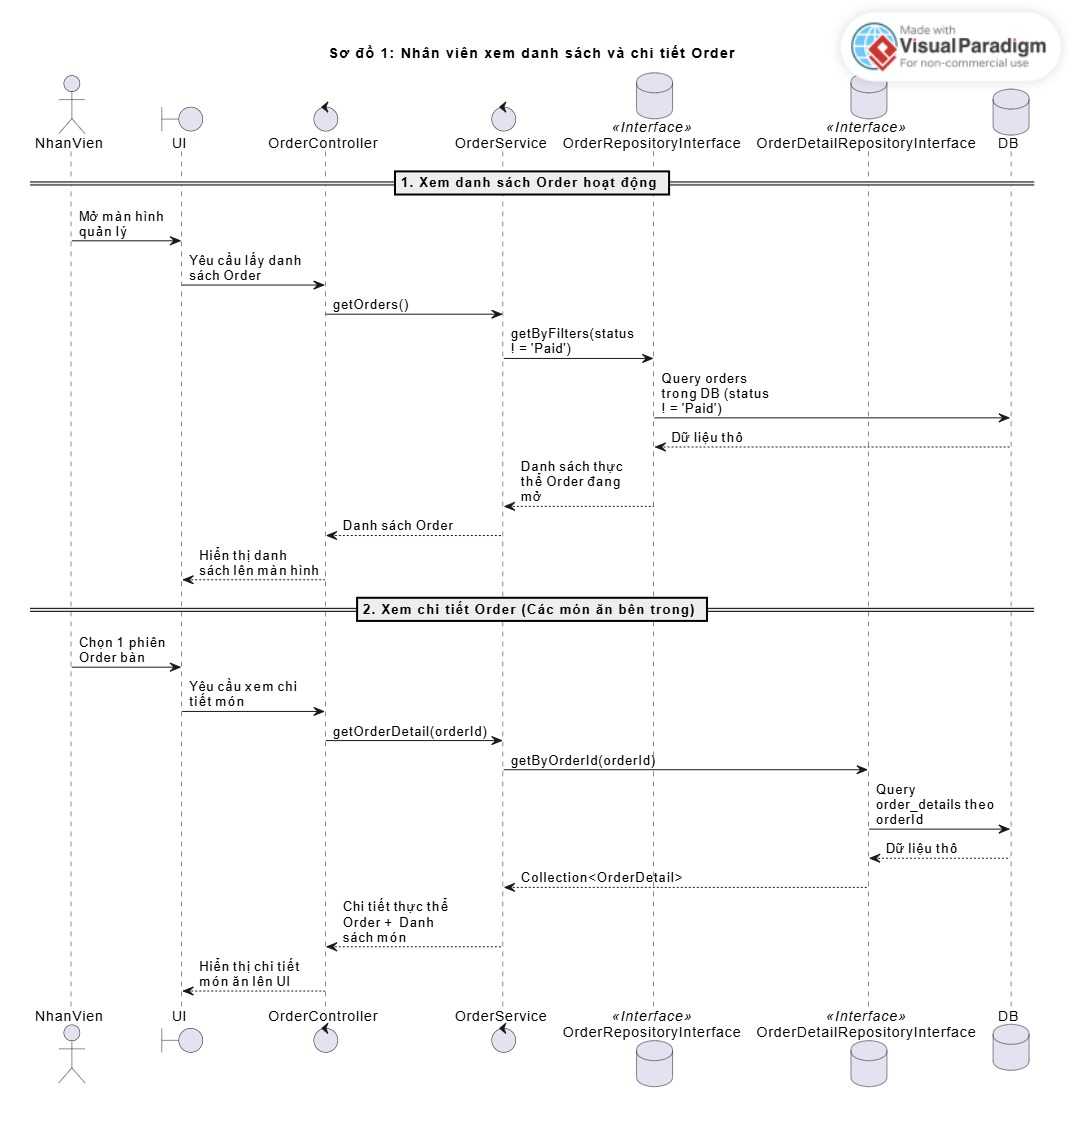 Made with
Visual Paradigm
For non-commercial use
Sơ đồ 1: Nhân viên xem danh sách và chi tiết Order
«Interface»
«Interface»
NhanVien
UI
OrderController
OrderService
OrderRepositoryInterface
OrderDetailRepositoryInterface
DB
1. Xem danh sách Order hoạt động
Mở màn hình
quản lý
Yêu cầu lấy danh
sách Order
getOrders()
getByFilters(status
! = 'Paid')
Query orders
trong DB (status
! = 'Paid')
Dữ liệu thô
Danh sách thực
thể Order đang
mở
Danh sách Order
Hiển thị danh
sách lên màn hình
2. Xem chi tiết Order (Các món ăn bên trong)
Chọn 1 phiên
Order bàn
Yêu cầu xem chi
tiết món
getOrderDetail(orderId)
getByOrderId(orderId)
Query
order_details theo
orderId
Dữ liệu thô
Collection<OrderDetail>
Chi tiết thực thể
Order + Danh
sách món
Hiển thị chi tiết
món ăn lên UI
NhanVien
UI
OrderController
OrderService
«Interface»
OrderRepositoryInterface
«Interface»
OrderDetailRepositoryInterface
DB